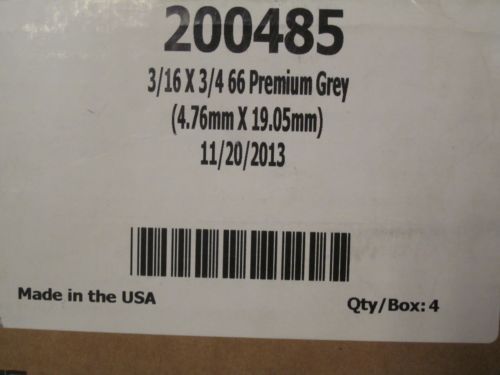 200485
3/16 X 3/4 66 Premium Grey
(4.76mm X 19.05mm)
11/20/2013
Made in the USA
Qty/Box: 4